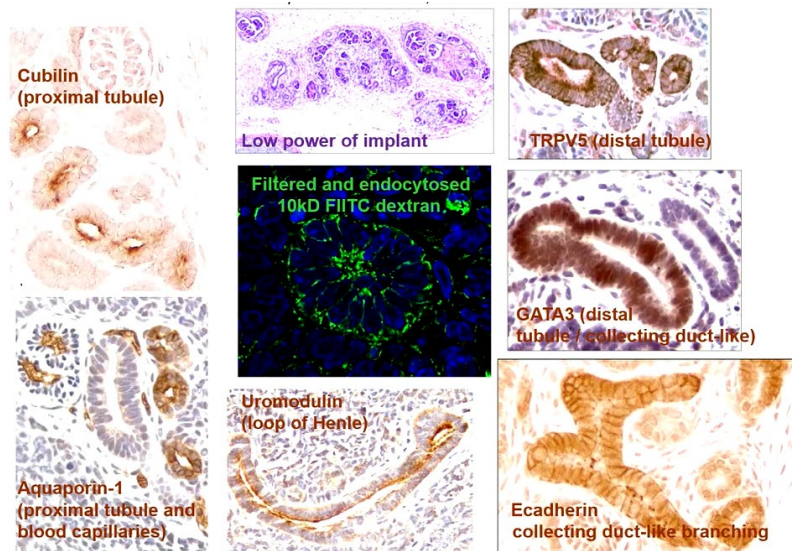 Cubilin
(proximal tubule)
Low power of implant
TRPV5 (distal tubule)
Filtered and endocytosed
10kD FIITC dextran
GATA3 (distal
tubule / collecting duct-like)
Aquaporin-1
(proximal tubule and
blood capillaries)
Uromodulin
(loop of Henle)
Ecadherin
collecting duct-like branching